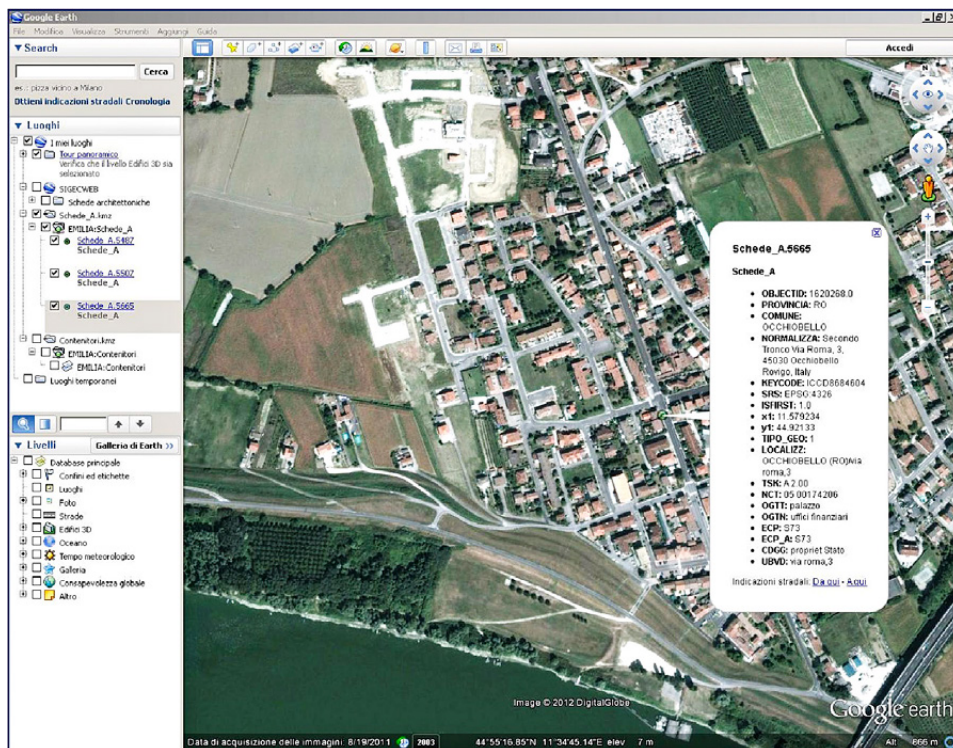 Google Earth
File Modifica Visualizza Strumenti Aggiungi Guida
Search
Cerca
es.: pizza vicino a Milano
Ottieni indicazioni stradali Cronologia
Luoghi
I miei luoghi
Tour panoramico
Verifica che il livello Edifici 3D sia
selezionato
SIGECWEB
Schede architettoniche
Schede_A.kmz
EMILIA:Schede_A
Schede_A.5487
Schede_A
Schede_A.5507
Schede_A
Schede_A.5665
Schede_A
Contenitori.kmz
EMILIA:Contenitori
EMILIA:Contenitori
Luoghi temporanei
Livelli
Galleria di Earth >>
Database principale
Confini ed etichette
Luoghi
Foto
Strade
Edifici 3D
Oceano
Tempo meteorologico
Galleria
Consapevolezza globale
Altro
Accedi
N
Schede_A.5665
Schede_A
OBJECTID: 1620268.0
PROVINCIA: RO
COMUNE:
OCCHIOBELLO
NORMALIZZA: Secondo
Tronco Via Roma, 3,
45030 Occhiobello
Rovigo, Italy
KEYCODE: ICCD8684604
SRS: EPSG:4326
ISFIRST: 1.0
x1: 11.579234
y1: 44.92133
TIPO_GEO: 1
LOCALIZZ:
OCCHIOBELLO (RO)/via
roma,3
TSK: A 2.00
NCT: 05 00174206
OGTT: palazzo
OGTN: uffici finanziari
ECP: S73
ECP_A: S73
CDGG: propriet Stato
UBVD: via roma,3
Indicazioni stradali: Da qui - A qui
Image © 2012 DigitalGlobe
Google earth
Data di acquisizione delle immagini: 8/19/2011
2003
44°55'16.85"N 11°34'45.14"E elev 7 m
Alt 666 m